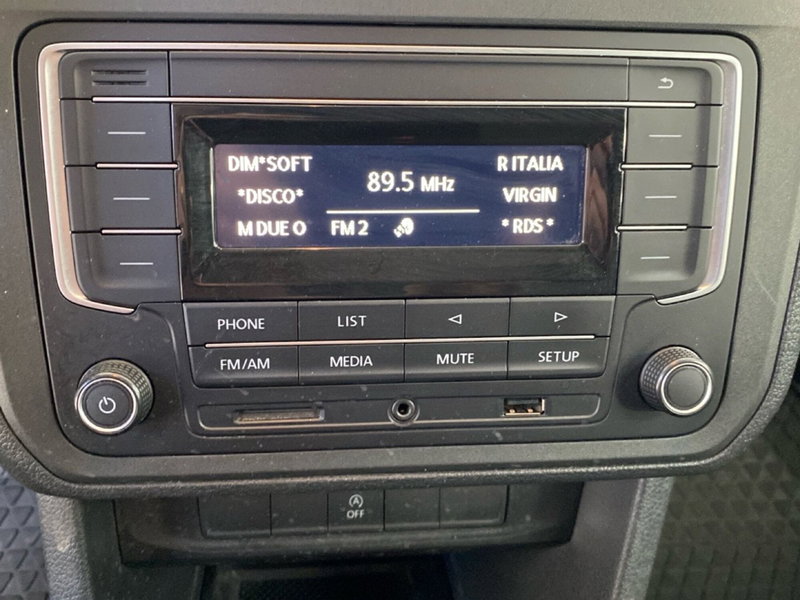 DIM*SOFT
89.5 MHz
R ITALIA
*DISCO*
VIRGIN
M DUE O
FM 2
* RDS *
PHONE
LIST
FM/AM
MEDIA
MUTE
SETUP
A
OFF